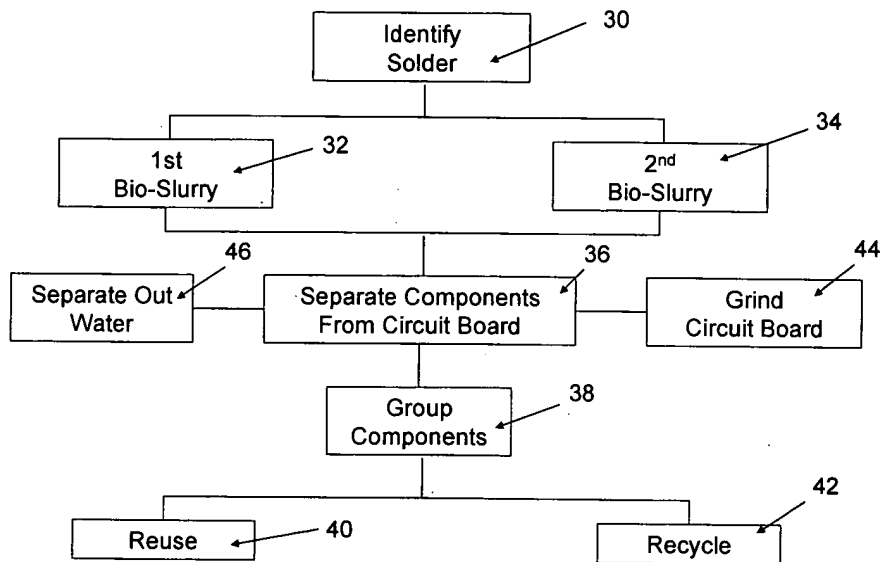 Identify
Solder
30
1st
Bio-Slurry
32
2nd
Bio-Slurry
34
Separate Out
Water
46
Separate Components
From Circuit Board
36
Grind
Circuit Board
44
Group
Components
38
Reuse
40
Recycle
42